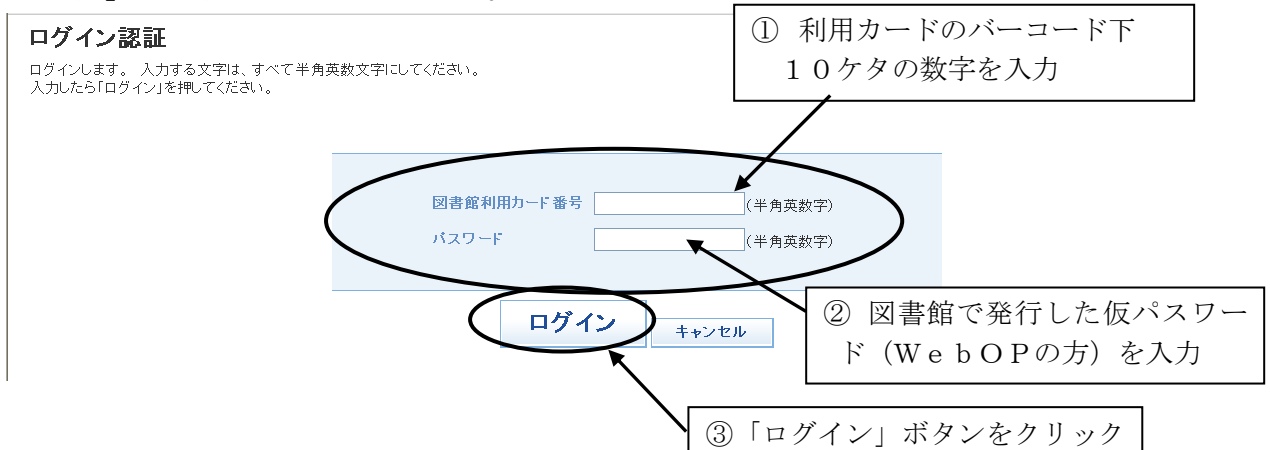 ログイン認証
ログインします。 入力する文字は、すべて半角英数文字にしてください。
入力したら「ログイン」を押してください。
① 利用カードのバーコード下
１０ケタの数字を入力
図書館利用カード番号 (半角英数字)
パスワード (半角英数字)
ログイン キャンセル
② 図書館で発行した仮パスワー
ド（ＷｅｂＯＰの方）を入力
③「ログイン」ボタンをクリック